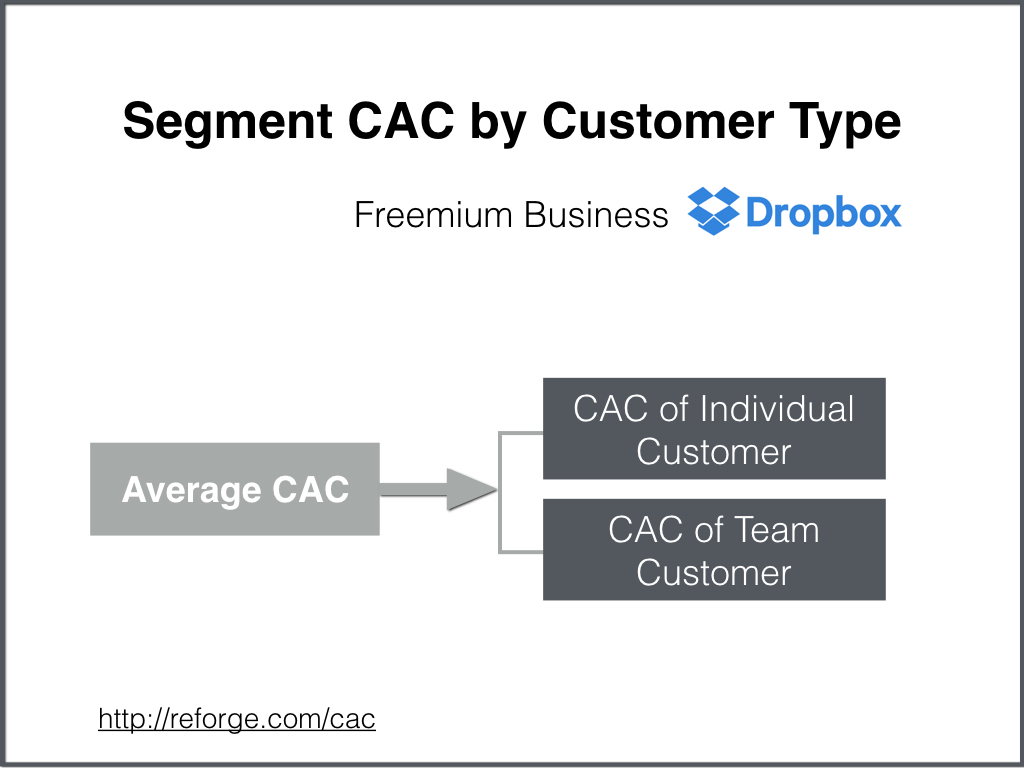 Segment CAC by Customer Type
Freemium Business Dropbox
Average CAC
CAC of Individual
Customer
CAC of Team
Customer
http://reforge.com/cac